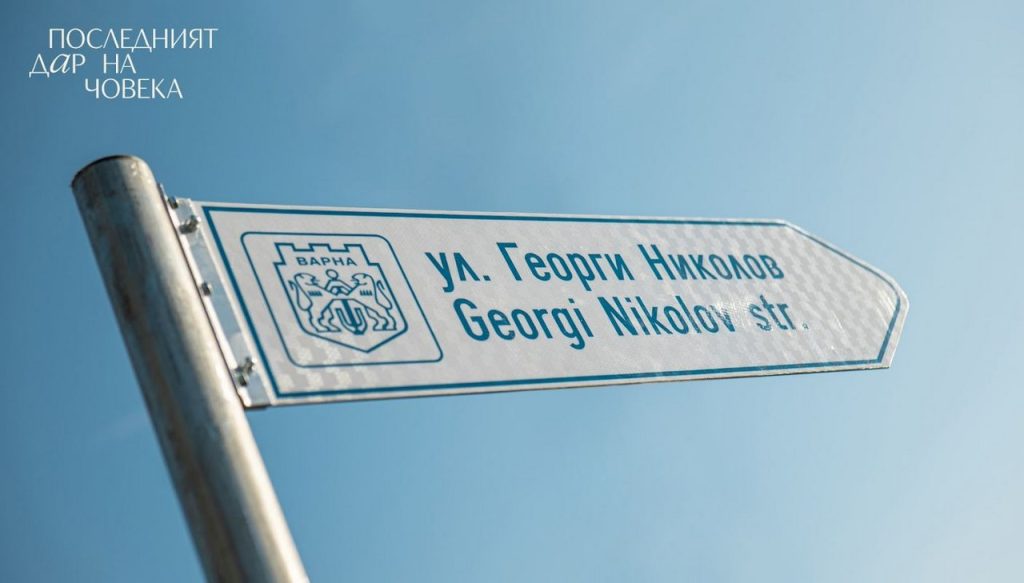 ПОСЛЕДНИЯТ
ДАР НА
ЧОВЕКА
ВАРНА
ул. Георги Николов
Georgi Nikolov str.